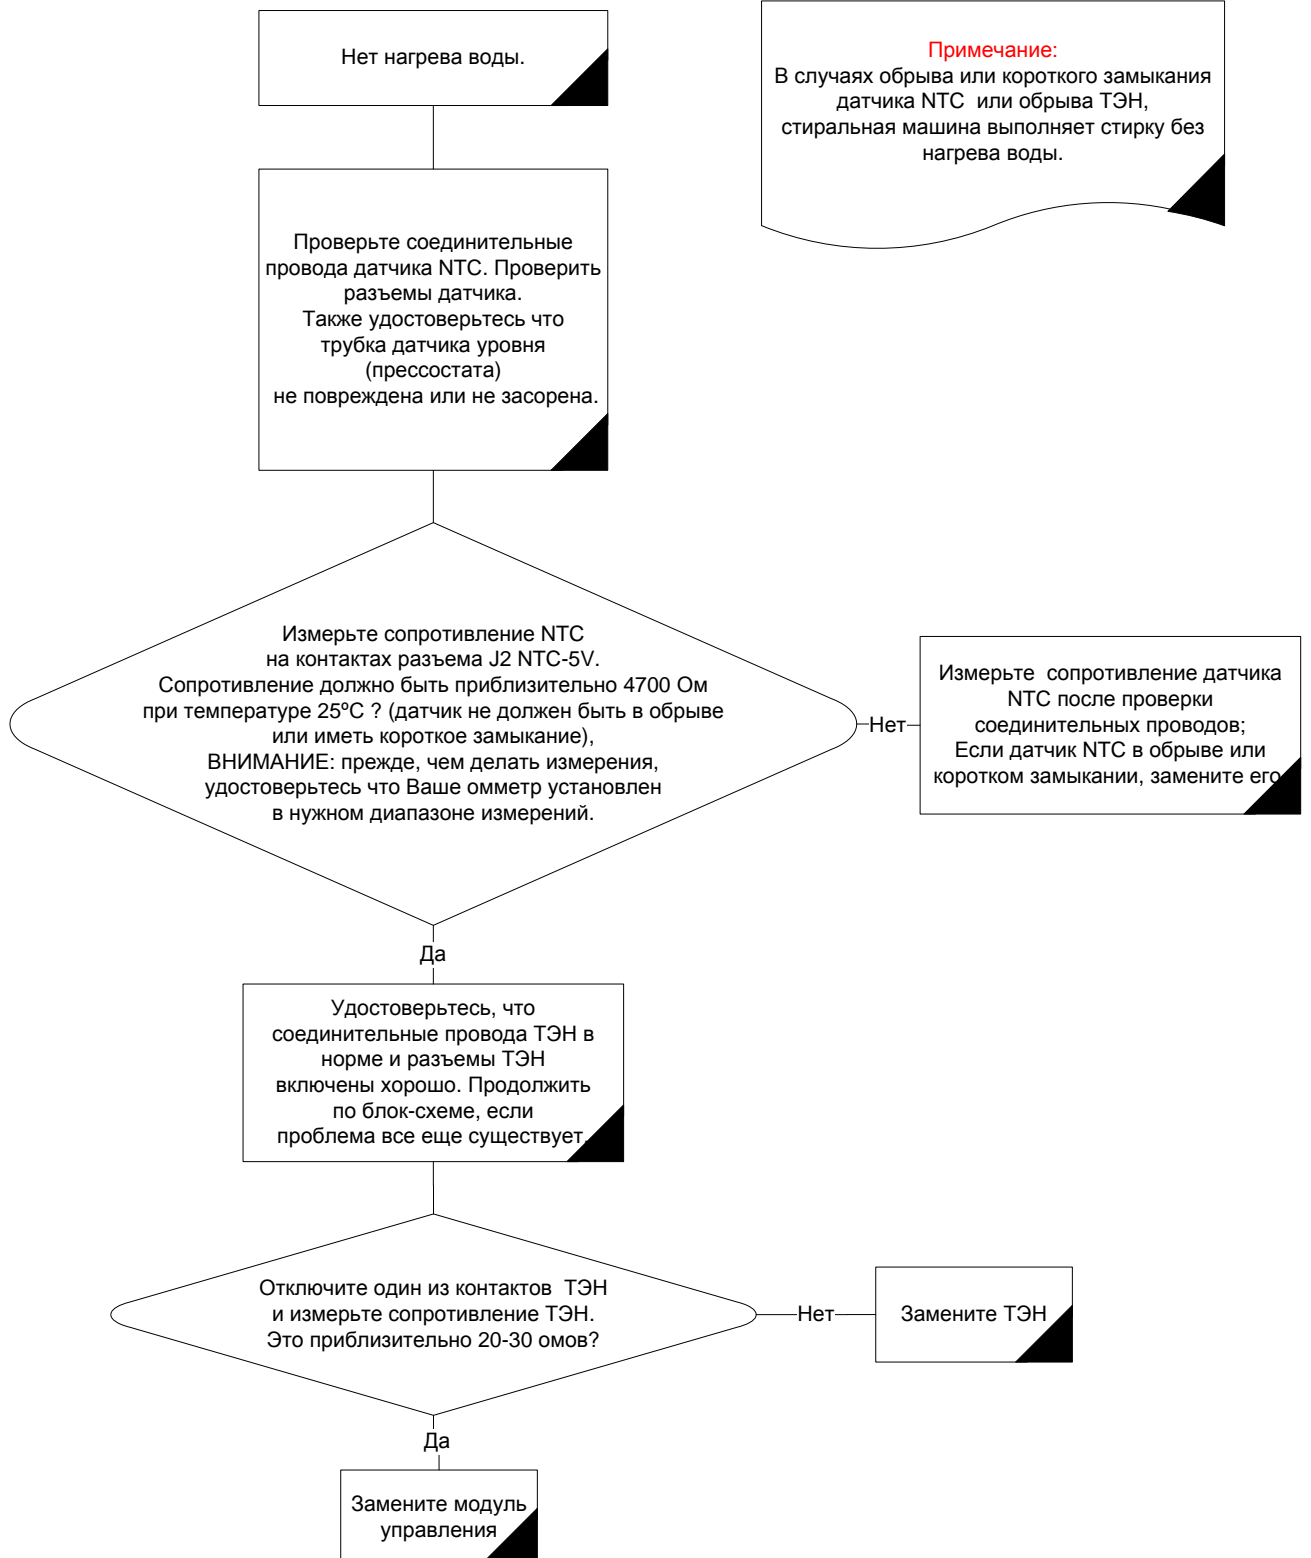 Нет нагрева воды.
Примечание:
В случаях обрыва или короткого замыкания
датчика NTC или обрыва ТЭН,
стиральная машина выполняет стирку без
нагрева воды.
Проверьте соединительные
провода датчика NTC. Проверить
разъемы датчика.
Также удостоверьтесь что
трубка датчика уровня
(прессостата)
не повреждена или не засорена.
Измерьте сопротивление NTC
на контактах разъема J2 NTC-5V.
Сопротивление должно быть приблизительно 4700 Ом
при температуре 25ºC ? (датчик не должен быть в обрыве
или иметь короткое замыкание),
ВНИМАНИЕ: прежде, чем делать измерения,
удостоверьтесь что Ваше омметр установлен
в нужном диапазоне измерений.
Нет
Измерьте сопротивление датчика
NTC после проверки
соединительных проводов;
Если датчик NTC в обрыве или
коротком замыкании, замените его
Да
Удостоверьтесь, что
соединительные провода ТЭН в
норме и разъемы ТЭН
включены хорошо. Продолжить
по блок-схеме, если
проблема все еще существует.
Отключите один из контактов ТЭН
и измерьте сопротивление ТЭН.
Это приблизительно 20-30 омов?
Нет
Замените ТЭН
Да
Замените модуль
управления